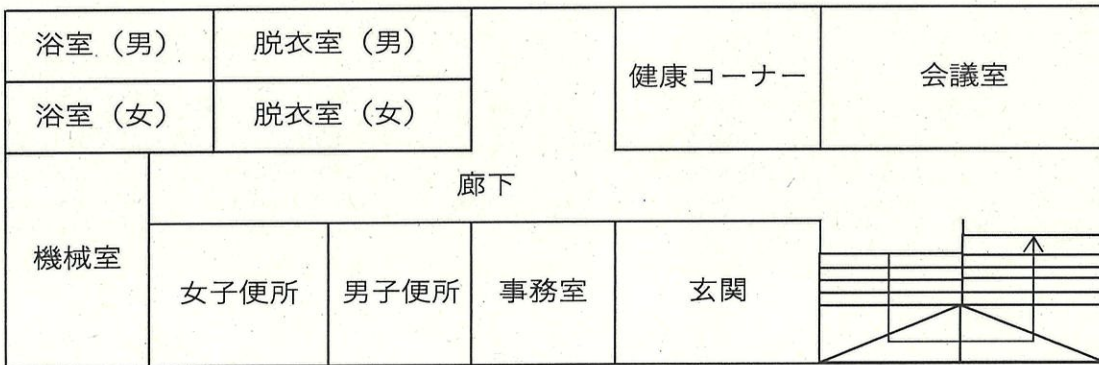 浴室（男）
脱衣室（男）
健康コーナー
会議室
浴室（女）
脱衣室（女）
廊下
機械室
女子便所
男子便所
事務室
玄関